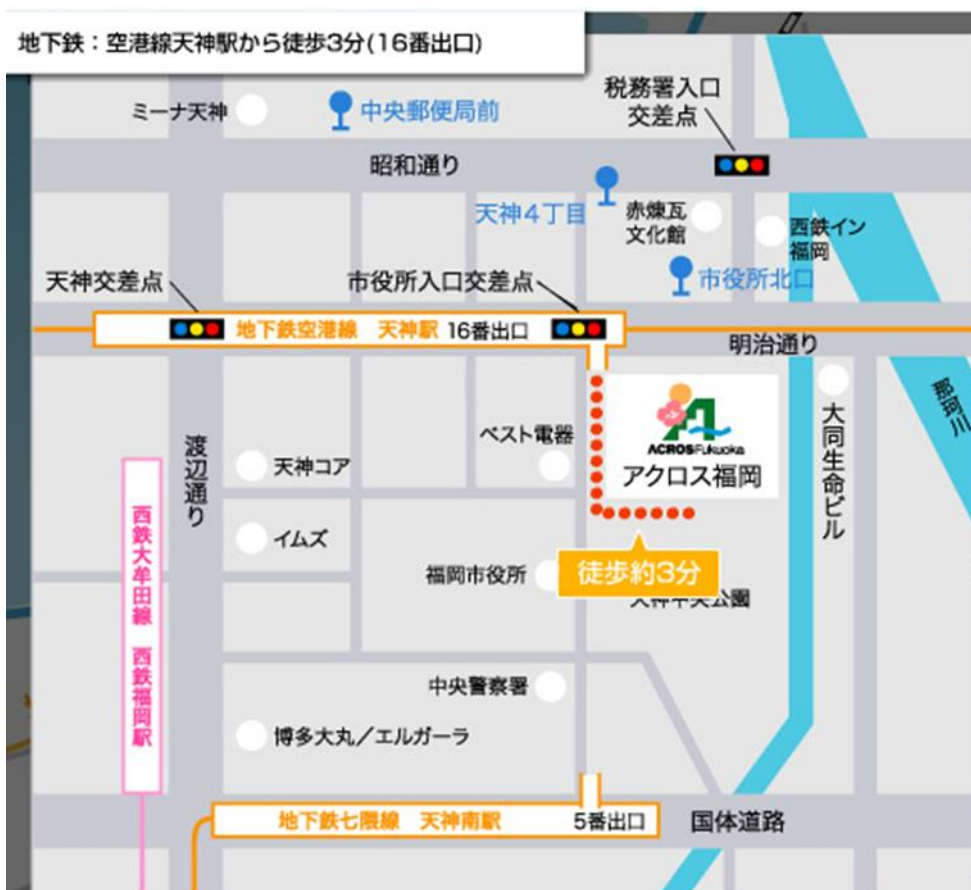 地下鉄：空港線天神駅から徒歩3分(16番出口)
税務署入口
交差点
ミーナ天神
中央郵便局前
昭和通り
天神4丁目
赤煉瓦
文化館
西鉄イン
福岡
市役所北口
天神交差点
市役所入口交差点
地下鉄空港線 天神駅 16番出口
明治通り
那珂川
大同生命ビル
ACROS Fukuoka
アクロス福岡
ベスト電器
渡辺通り
天神コア
イムズ
福岡市役所
徒歩約3分
天神中央公園
西鉄大牟田線 西鉄福岡駅
中央警察署
博多大丸／エルガーラ
地下鉄七隈線 天神南駅 5番出口
国体道路